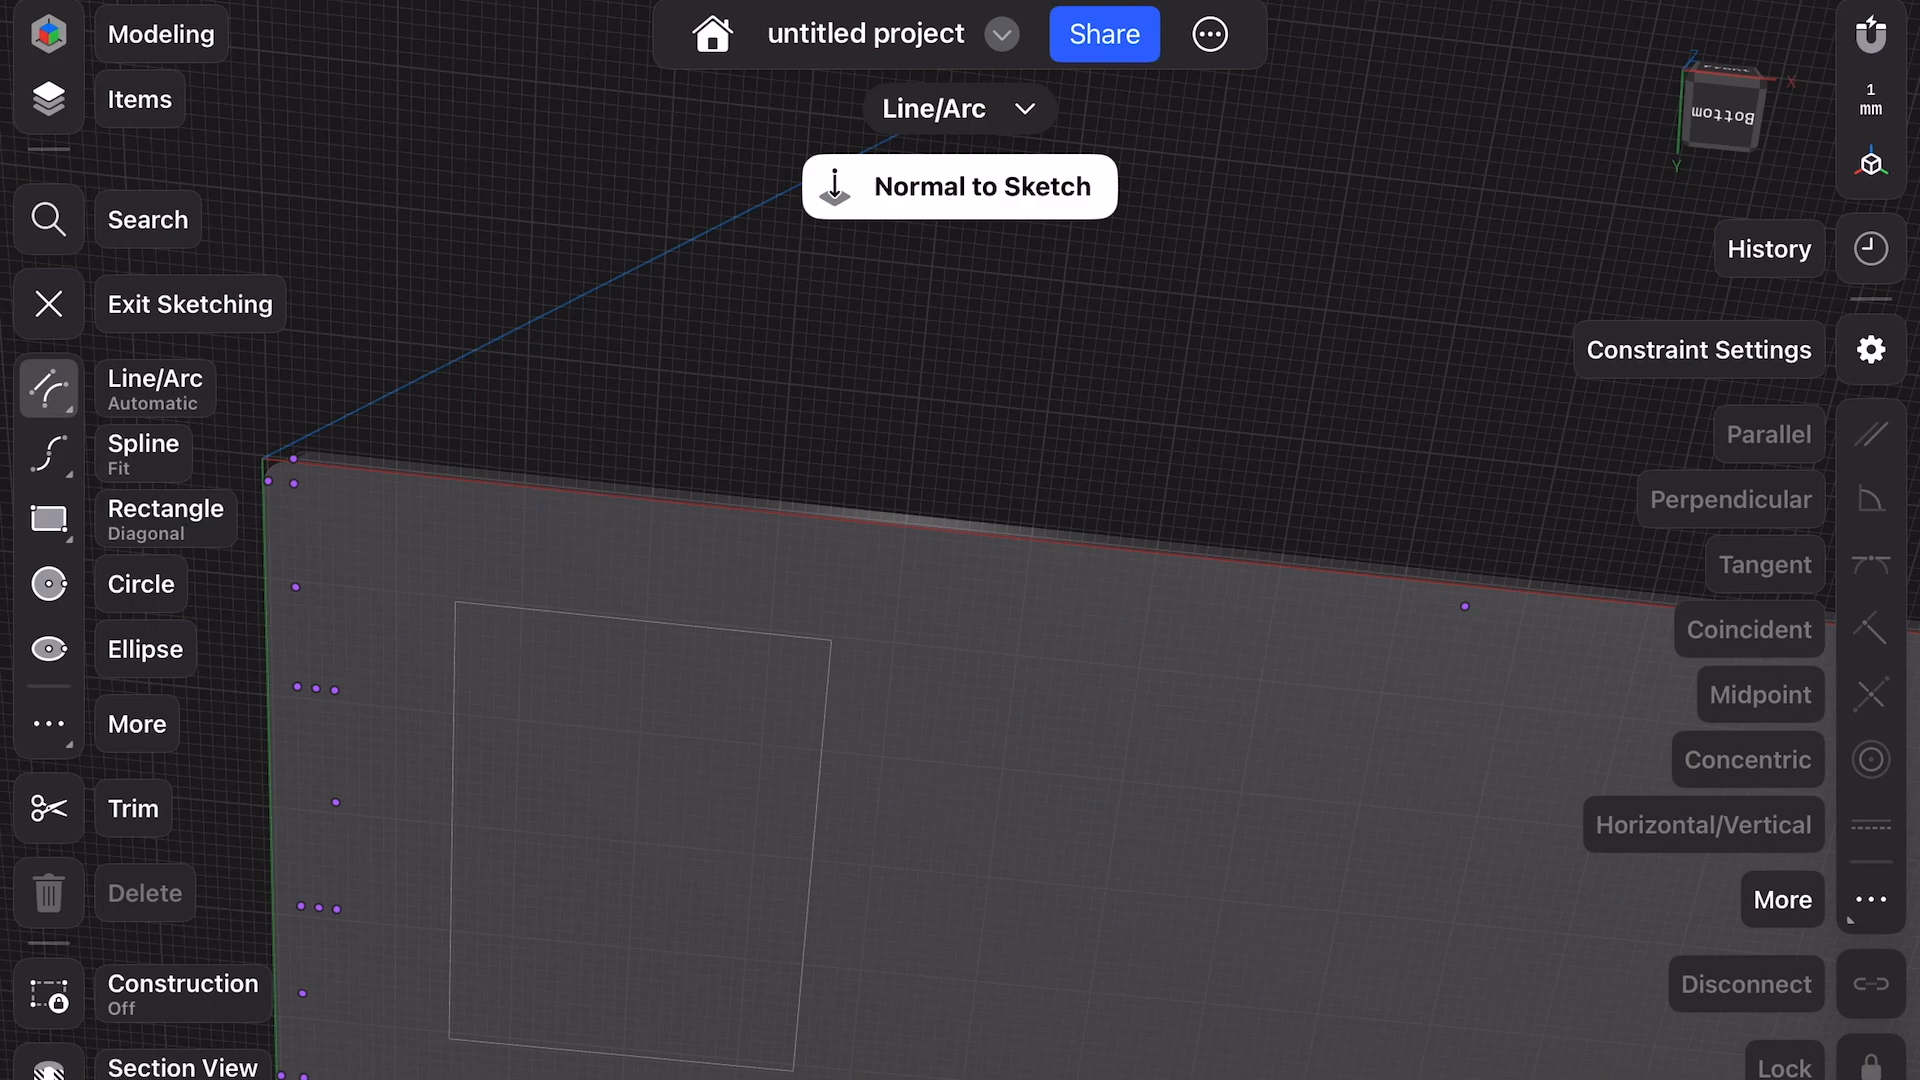 Modeling
Items
Search
Exit Sketching
Line/Arc
Automatic
Spline
Fit
Rectangle
Diagonal
Circle
Ellipse
More
Trim
Delete
Construction
Off
Section View
untitled project
Share
Line/Arc
Normal to Sketch
Z
X
Y
Front
Bottom
1
mm
History
Constraint Settings
Parallel
Perpendicular
Tangent
Coincident
Midpoint
Concentric
Horizontal/Vertical
More
Disconnect
Lock